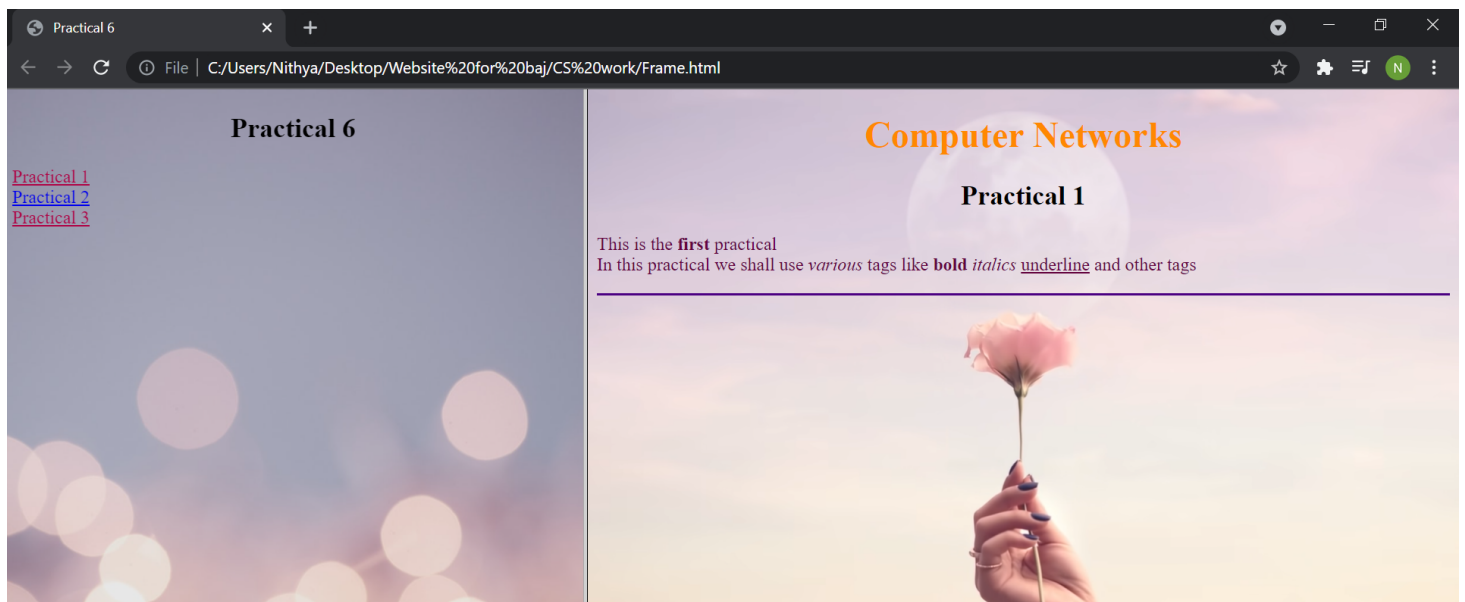 Practical 6
File | C:/Users/Nithya/Desktop/Website%20for%20baj/CS%20work/Frame.html
N
Practical 6
Practical 1
Practical 2
Practical 3
Computer Networks
Practical 1
This is the first practical
In this practical we shall use various tags like bold italics underline and other tags